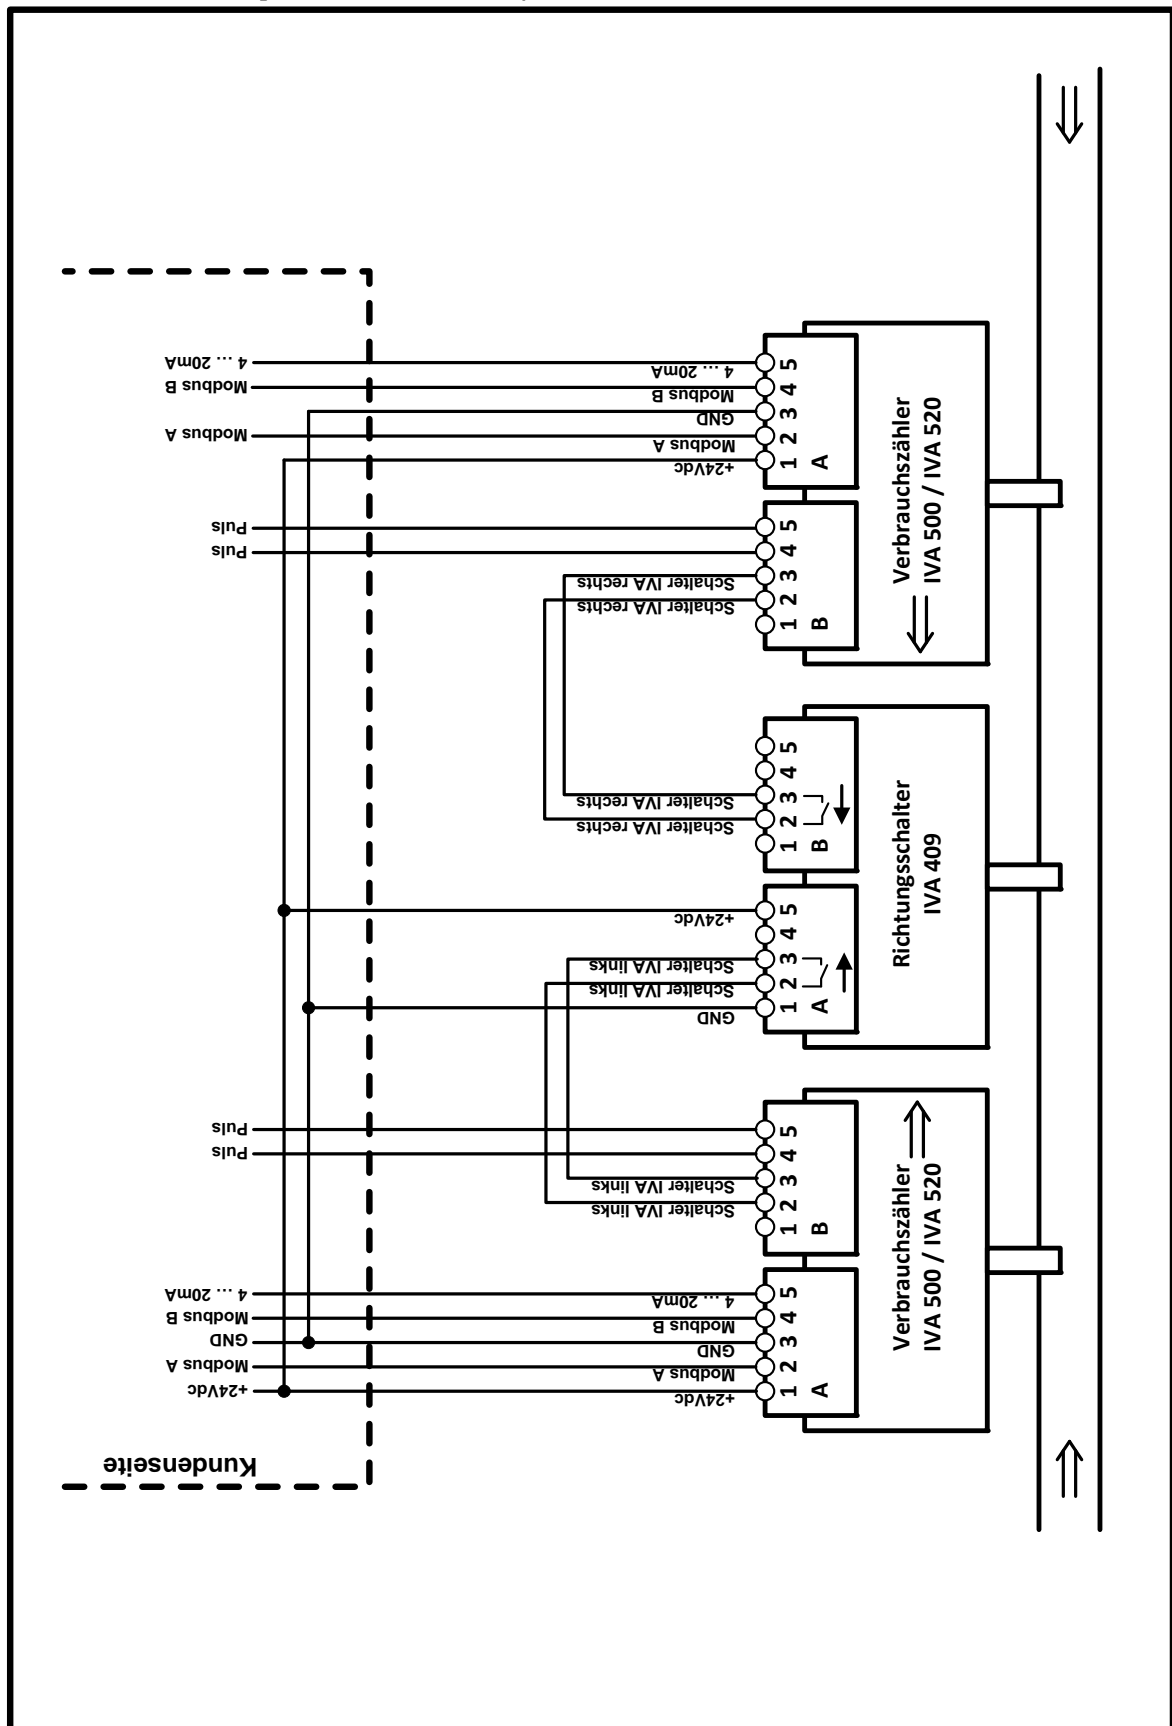 4 ... 20mA
Modbus B
Modbus A
Puls
Puls
4 ... 20mA
Modbus B
GND
Modbus A
+24Vdc
5
4
3
2
1
A
Schalter IVA rechts
Schalter IVA rechts
5
4
3
2
1
B
Verbrauchszähler
IVA 500 / IVA 520
Schalter IVA rechts
Schalter IVA rechts
5
4
3
2
1
B
+24Vdc
Schalter IVA links
Schalter IVA links
GND
5
4
3
2
1
A
Richtungsschalter
IVA 409
Puls
Puls
Schalter IVA links
Schalter IVA links
5
4
3
2
1
B
4 ... 20mA
Modbus B
GND
Modbus A
+24Vdc
4 ... 20mA
Modbus B
GND
Modbus A
+24Vdc
5
4
3
2
1
A
Verbrauchszähler
IVA 500 / IVA 520
Kundenseite